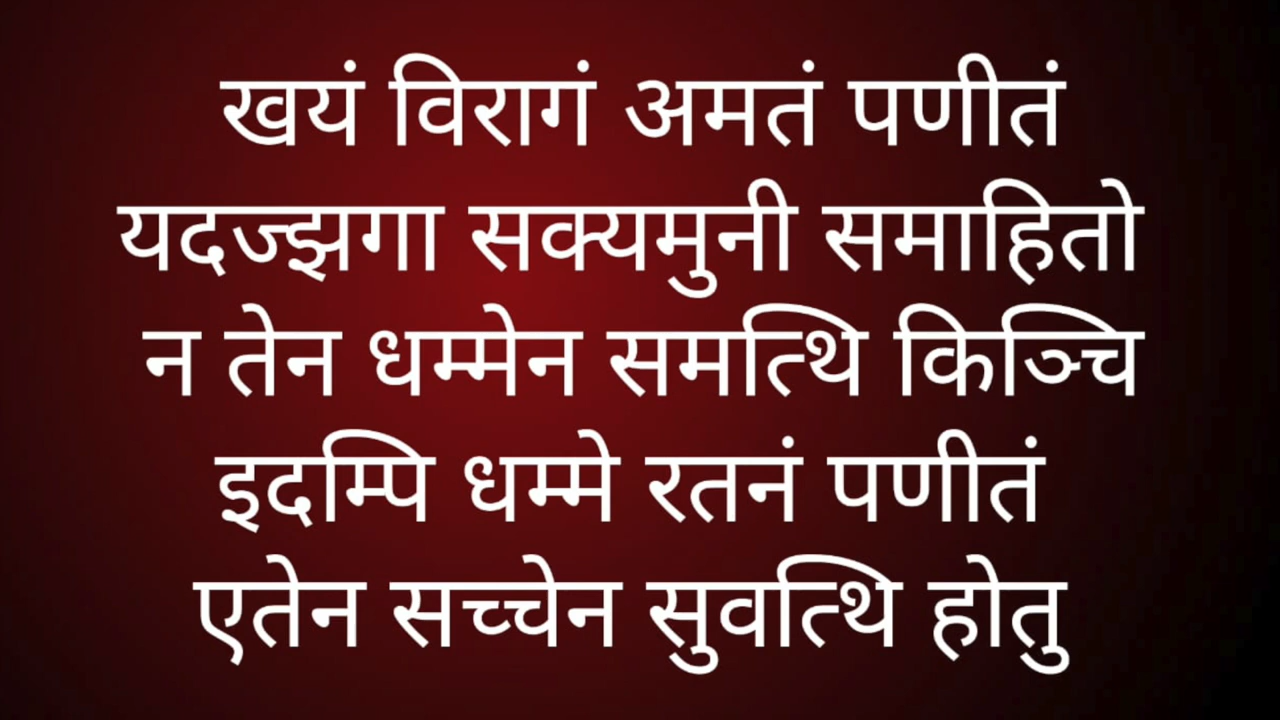 खयं विरागं अमतं पणीतं
यदज्झगा सक्यमुनी समाहितो
न तेन धम्मेन समत्थि किञ्चि
इदम्पि धम्मे रतनं पणीतं
एतेन सच्चेन सुवत्थि होतु